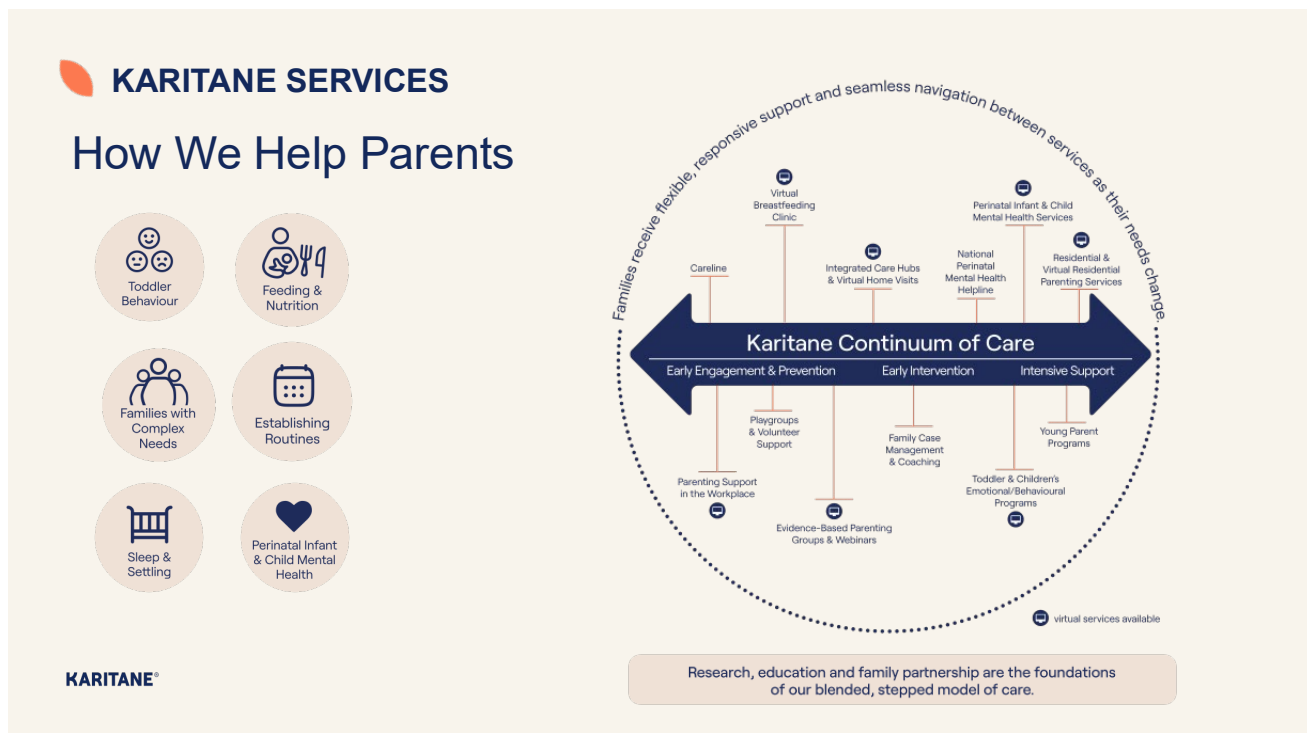 KARITANE SERVICES
How We Help Parents
Toddler
Behaviour
Feeding &
Nutrition
Families with
Complex
Needs
Establishing
Routines
Sleep &
Settling
Perinatal Infant
& Child Mental
Health
KARITANE®
Families receive flexible, responsive support and seamless navigation between services as their needs change.
Careline
Virtual
Breastfeeding
Clinic
Integrated Care Hubs
& Virtual Home Visits
National
Perinatal
Mental Health
Helpline
Perinatal Infant & Child
Mental Health Services
Residential &
Virtual Residential
Parenting Services
Karitane Continuum of Care
Early Engagement & Prevention
Early Intervention
Intensive Support
Parenting Support
in the Workplace
Playgroups
& Volunteer
Support
Evidence-Based Parenting
Groups & Webinars
Family Case
Management
& Coaching
Toddler & Children's
Emotional/Behavioural
Programs
Young Parent
Programs
virtual services available
Research, education and family partnership are the foundations
of our blended, stepped model of care.